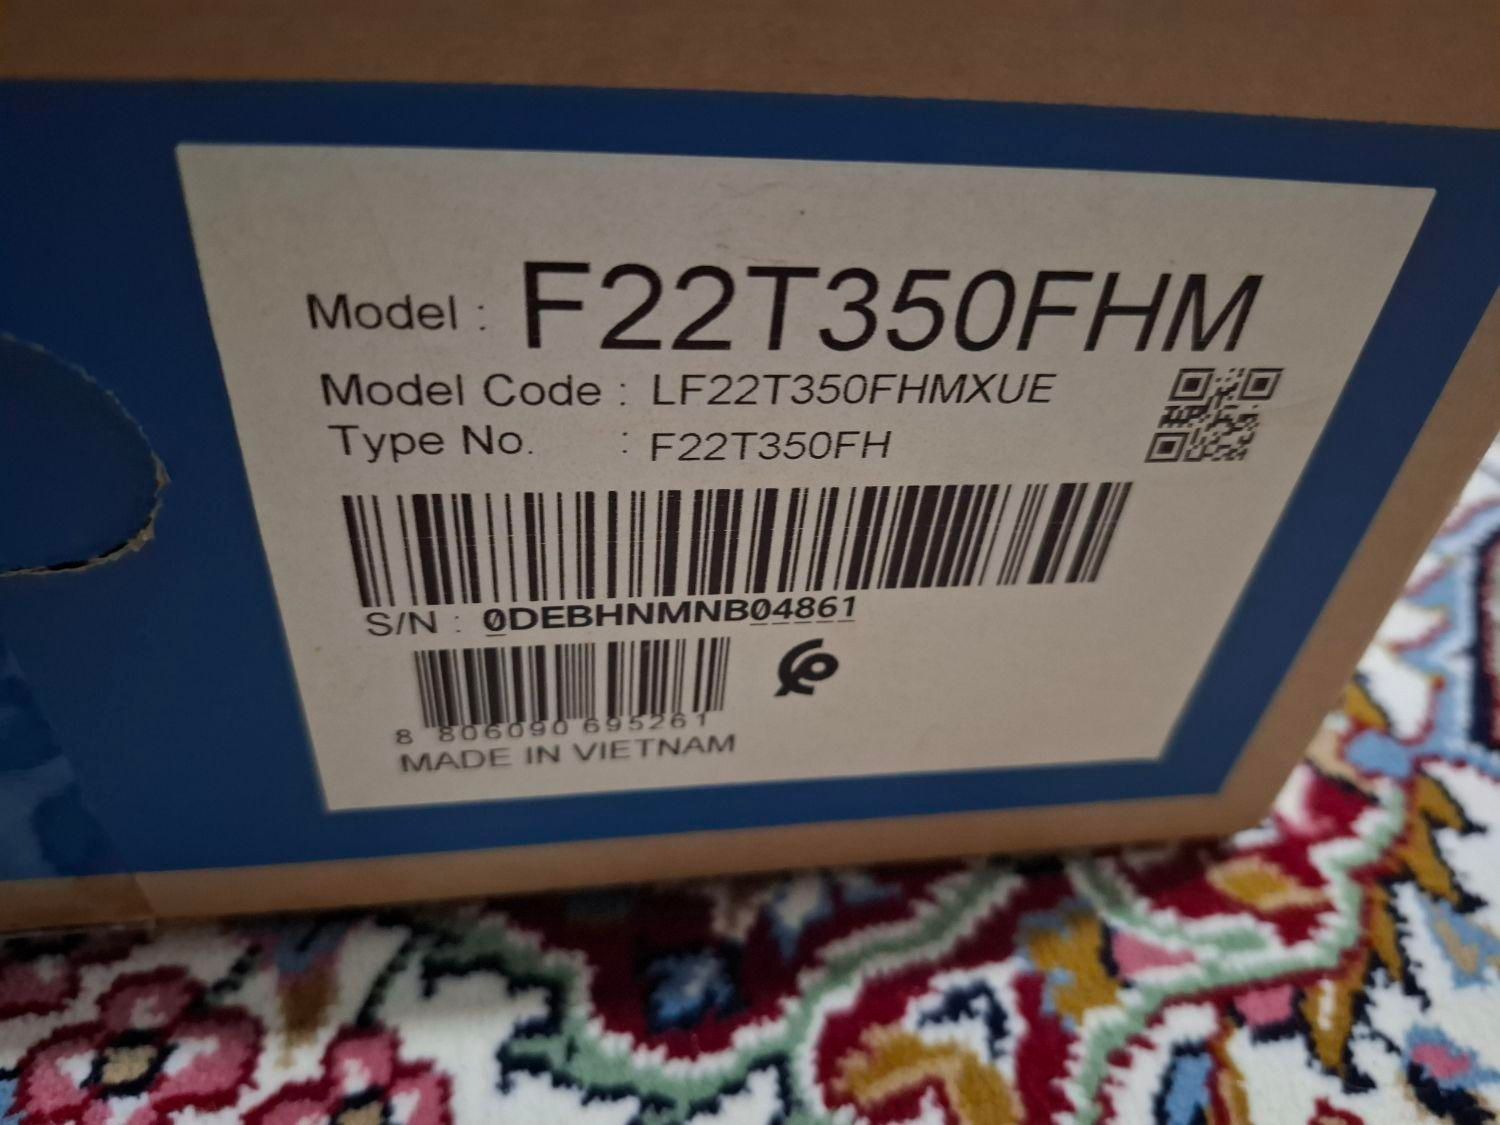 Model : F22T350FHM
Model Code : LF22T350FHMXUE
Type No. : F22T350FH
S/N : 0DEBHNMNB04861
8 806090 695261
MADE IN VIETNAM